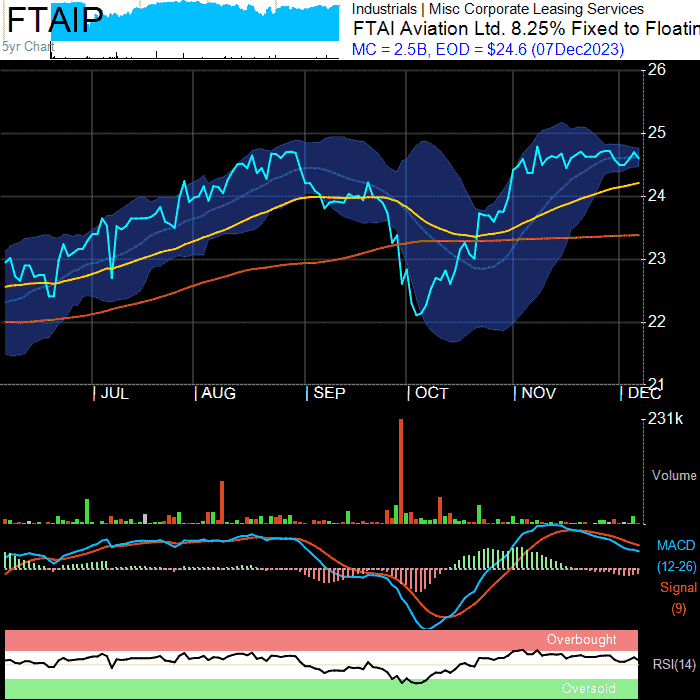 FTAIP
5yr Chart
Industrials | Misc Corporate Leasing Services
FTAI Aviation Ltd. 8.25% Fixed to Floatin
MC = 2.5B, EOD = $24.6 (07Dec2023)
26
25
24
23
22
21
JUL AUG SEP OCT NOV DEC
231k
Volume
MACD
(12-26)
Signal
(9)
Overbought
RSI(14)
Oversold